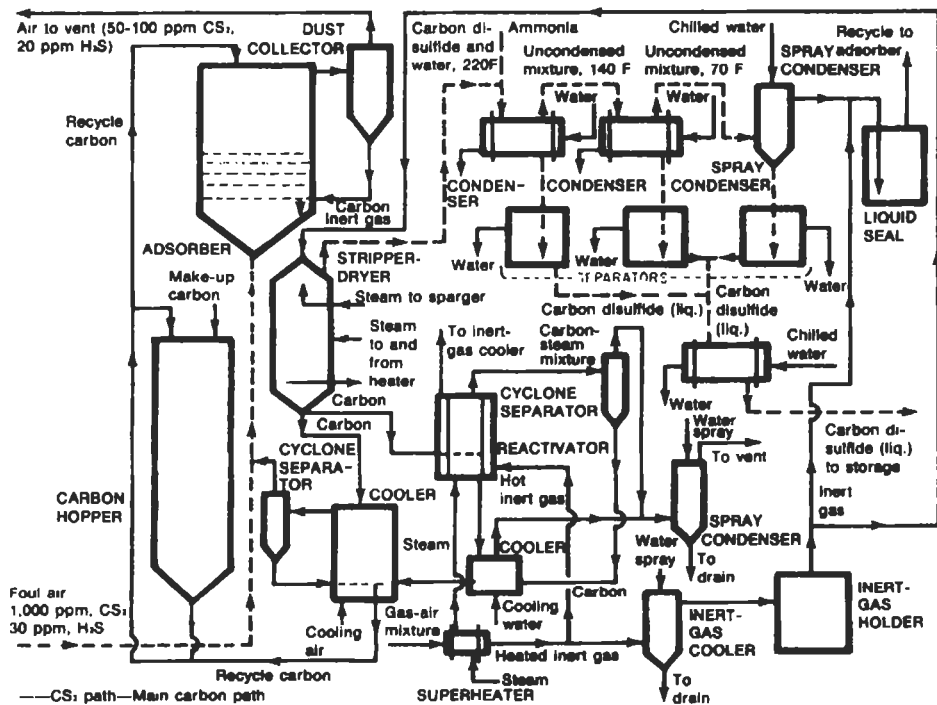 Air to vent (50-100 ppm CS₂,
20 ppm H₂S)
DUST
COLLECTOR
Carbon di-
sulfide and
water, 220F
Ammonia
Uncondensed
mixture, 140 F
Uncondensed
mixture, 70 F
Chilled water
SPRAY
CONDENSER
Recycle to
adsorber
Water
Water
Recycle
carbon
CONDEN-
SER
CONDENSER
SPRAY
CONDENSER
LIQUID
SEAL
Carbon
Inert gas
ADSORBER
STRIPPER-
DRYER
Water
Water
Water
SEPARATORS
Make-up
carbon
Steam to sparger
Carbon disulfide (liq.)
Carbon
disulfide
(liq.)
Steam
to and
from
heater
To inert-
gas cooler
Carbon-
steam
mixture
Chilled
water
Carbon
CYCLONE
SEPARATOR
Water
Water
spray
Carbon
REACTIVATOR
To vent
Carbon di-
sulfide (liq.)
to storage
CYCLONE
SEPARA-
TOR
COOLER
Hot
inert gas
Inert
gas
CARBON
HOPPER
Steam
COOLER
SPRAY
CONDENSER
Water
spray
To
drain
Foul air
1,000 ppm, CS₂
30 ppm, H₂S
Cooling
air
Gas-air
mixture
Cooling
water
Carbon
INERT-
GAS
COOLER
INERT-
GAS
HOLDER
Heated inert gas
Recycle carbon
Steam
SUPERHEATER
To
drain
——CS₂ path—Main carbon path